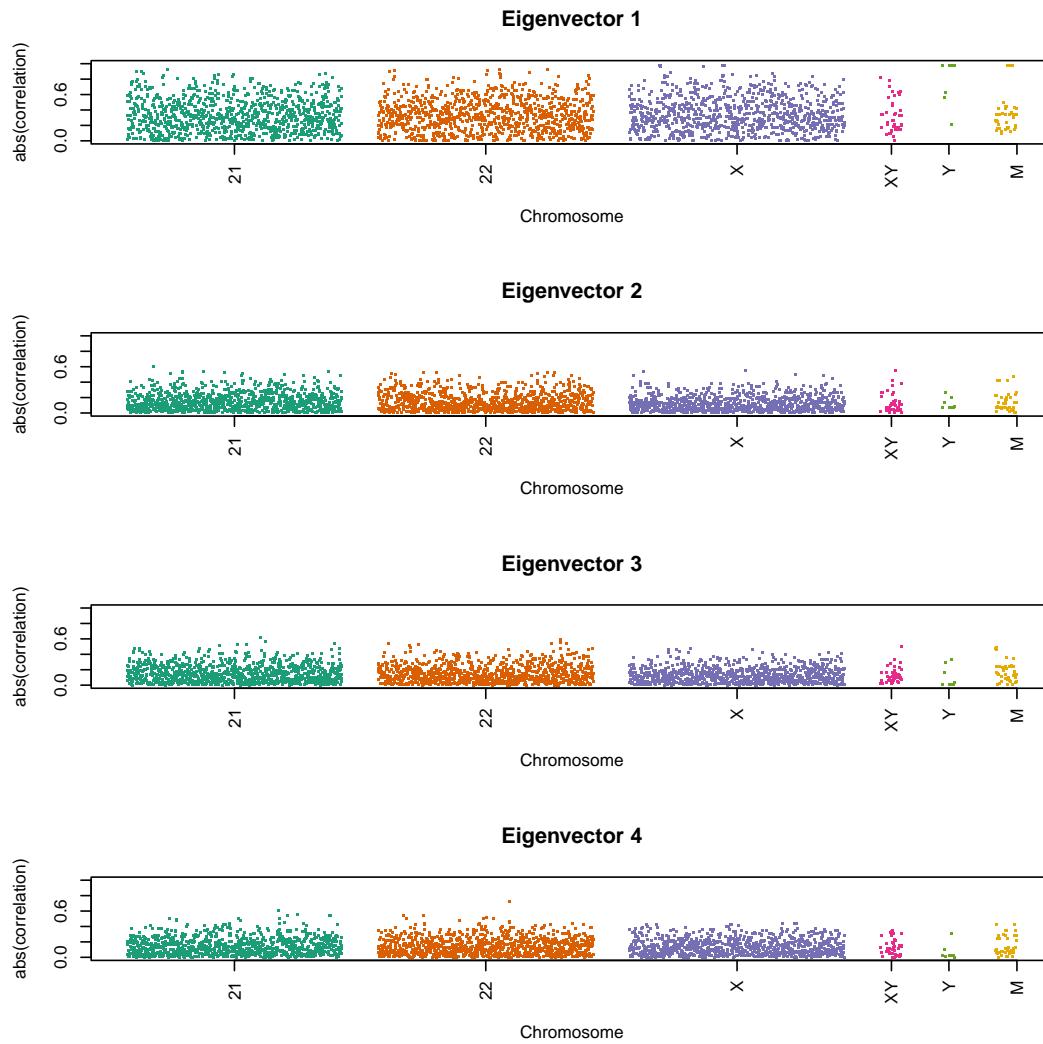 Eigenvector 1
abs(correlation)
0.6
0.0
21 22 X XY Y M
Chromosome
Eigenvector 2
abs(correlation)
0.6
0.0
21 22 X XY Y M
Chromosome
Eigenvector 3
abs(correlation)
0.6
0.0
21 22 X XY Y M
Chromosome
Eigenvector 4
abs(correlation)
0.6
0.0
21 22 X XY Y M
Chromosome